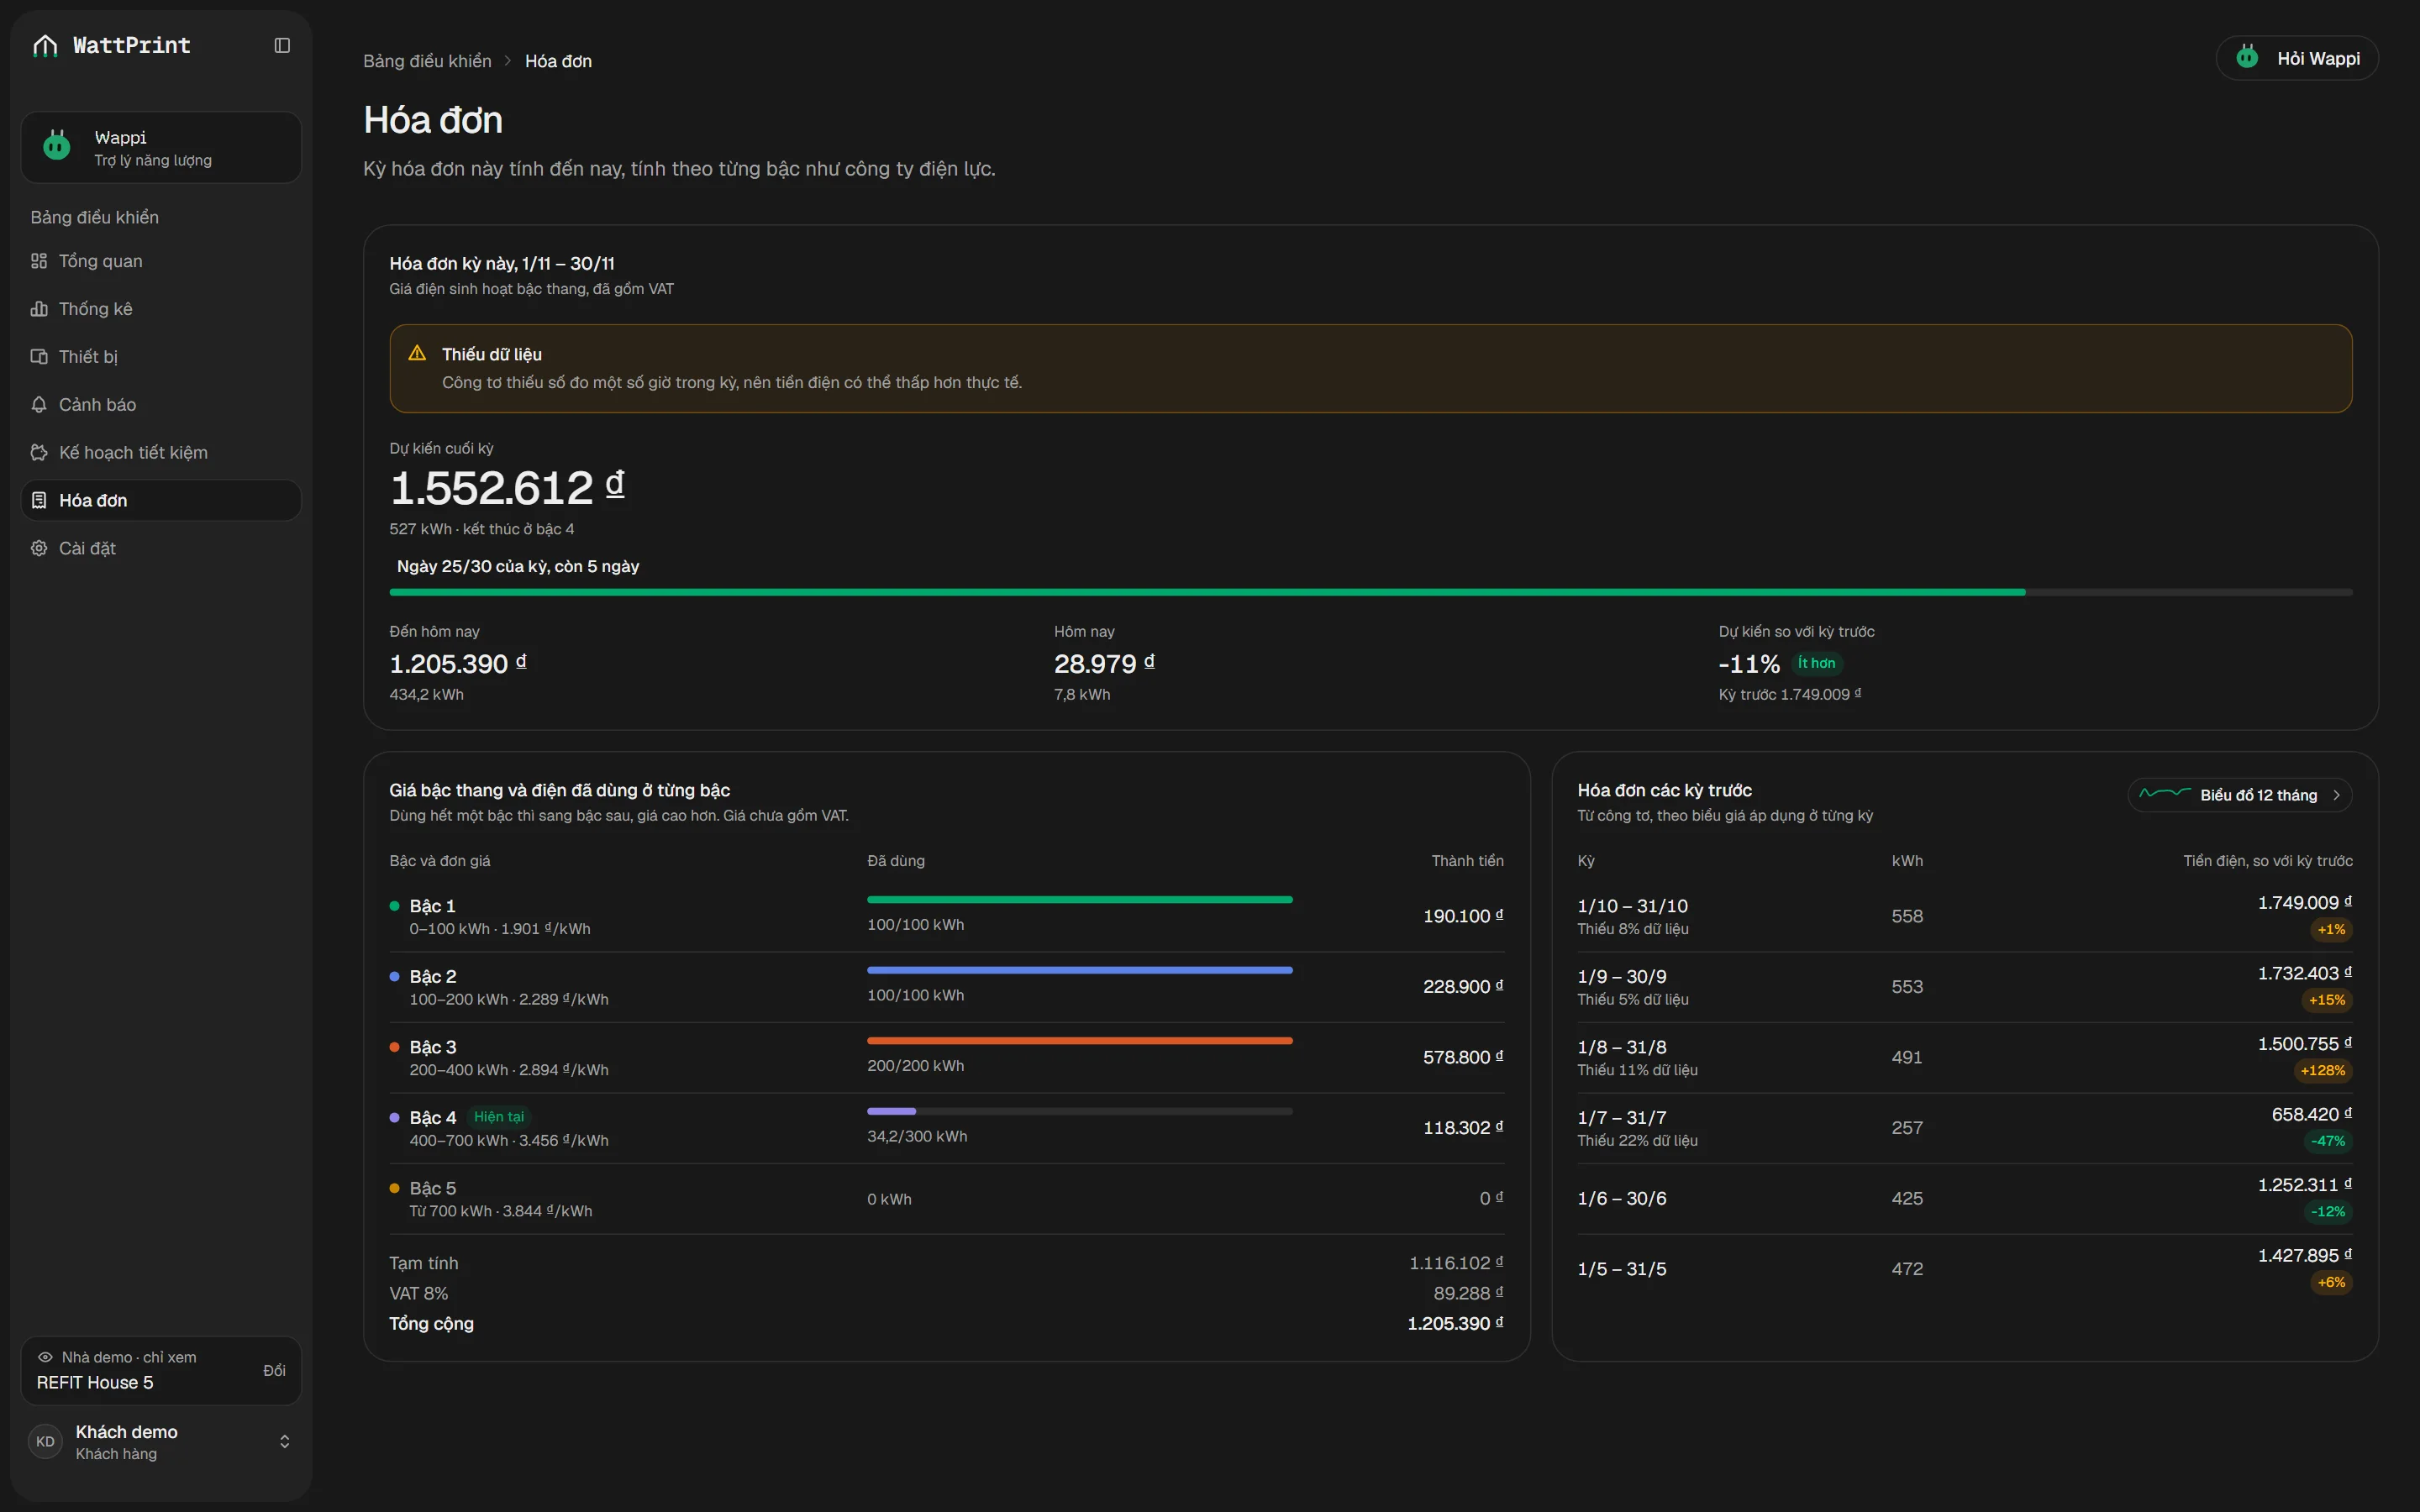 WattPrint
Wappi
Trợ lý năng lượng
Bảng điều khiển
Tổng quan
Thống kê
Thiết bị
Cảnh báo
Kế hoạch tiết kiệm
Hóa đơn
Cài đặt
Nhà demo · chỉ xem
REFIT House 5
Đổi
KD
Khách demo
Khách hàng
Bảng điều khiển > Hóa đơn
Hỏi Wappi
Hóa đơn
Kỳ hóa đơn này tính đến nay, tính theo từng bậc như công ty điện lực.
Hóa đơn kỳ này, 1/11 – 30/11
Giá điện sinh hoạt bậc thang, đã gồm VAT
Thiếu dữ liệu
Công tơ thiếu số đo một số giờ trong kỳ, nên tiền điện có thể thấp hơn thực tế.
Dự kiến cuối kỳ
1.552.612 ₫
527 kWh · kết thúc ở bậc 4
Ngày 25/30 của kỳ, còn 5 ngày
Đến hôm nay
1.205.390 ₫
434,2 kWh
Hôm nay
28.979 ₫
7,8 kWh
Dự kiến so với kỳ trước
-11% Ít hơn
Kỳ trước 1.749.009 ₫
Giá bậc thang và điện đã dùng ở từng bậc
Dùng hết một bậc thì sang bậc sau, giá cao hơn. Giá chưa gồm VAT.
Bậc và đơn giá Đã dùng Thành tiền
Bậc 1
0–100 kWh · 1.901 ₫/kWh
100/100 kWh
190.100 ₫
Bậc 2
100–200 kWh · 2.289 ₫/kWh
100/100 kWh
228.900 ₫
Bậc 3
200–400 kWh · 2.894 ₫/kWh
200/200 kWh
578.800 ₫
Bậc 4 Hiện tại
400–700 kWh · 3.456 ₫/kWh
34,2/300 kWh
118.302 ₫
Bậc 5
Từ 700 kWh · 3.844 ₫/kWh
0 kWh
0 ₫
Tạm tính 1.116.102 ₫
VAT 8% 89.288 ₫
Tổng cộng 1.205.390 ₫
Hóa đơn các kỳ trước
Từ công tơ, theo biểu giá áp dụng ở từng kỳ
Biểu đồ 12 tháng
Kỳ kWh Tiền điện, so với kỳ trước
1/10 – 31/10
Thiếu 8% dữ liệu
558
1.749.009 ₫
+1%
1/9 – 30/9
Thiếu 5% dữ liệu
553
1.732.403 ₫
+15%
1/8 – 31/8
Thiếu 11% dữ liệu
491
1.500.755 ₫
+128%
1/7 – 31/7
Thiếu 22% dữ liệu
257
658.420 ₫
-47%
1/6 – 30/6
425
1.252.311 ₫
-12%
1/5 – 31/5
472
1.427.895 ₫
+6%